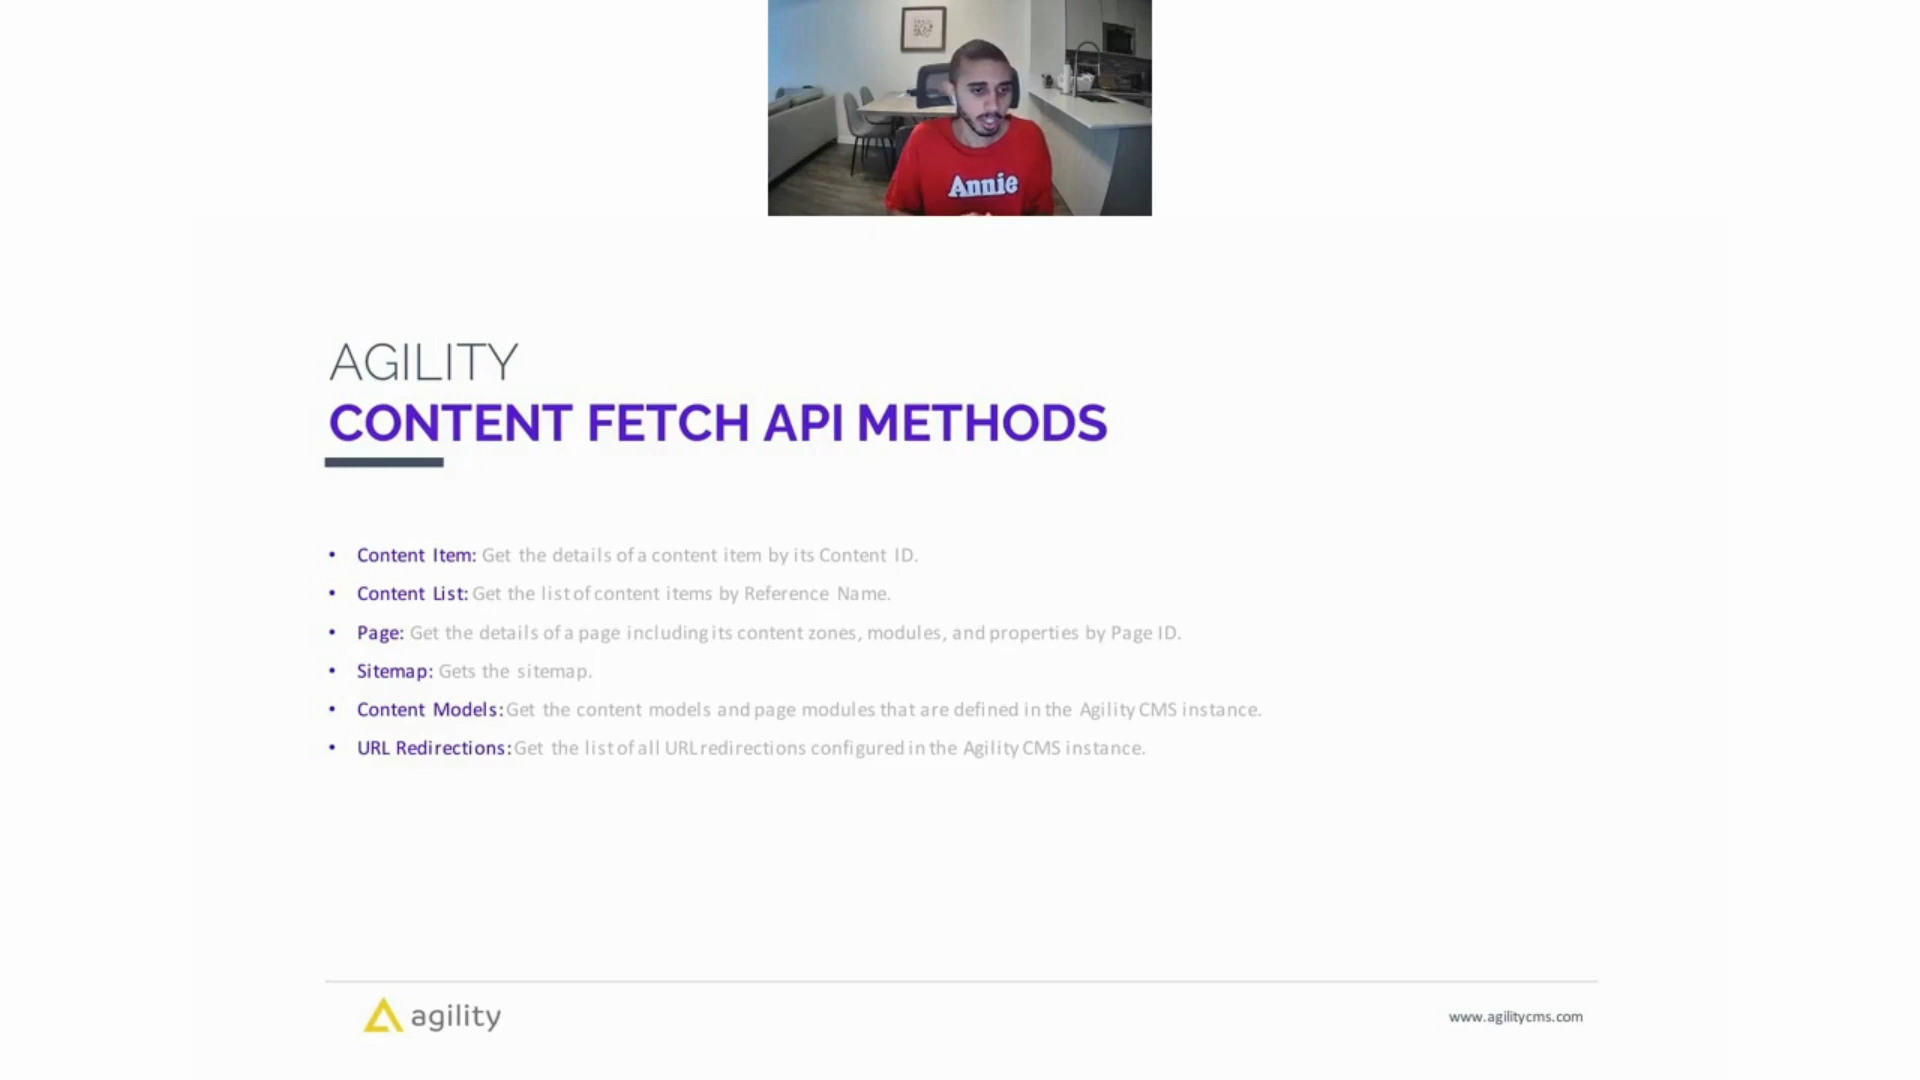 Annie
AGILITY
CONTENT FETCH API METHODS
• Content Item: Get the details of a content item by its Content ID.
• Content List: Get the list of content items by Reference Name.
• Page: Get the details of a page including its content zones, modules, and properties by Page ID.
• Sitemap: Gets the sitemap.
• Content Models: Get the content models and page modules that are defined in the Agility CMS instance.
• URL Redirections: Get the list of all URL redirections configured in the Agility CMS instance.
agility
www.agilitycms.com